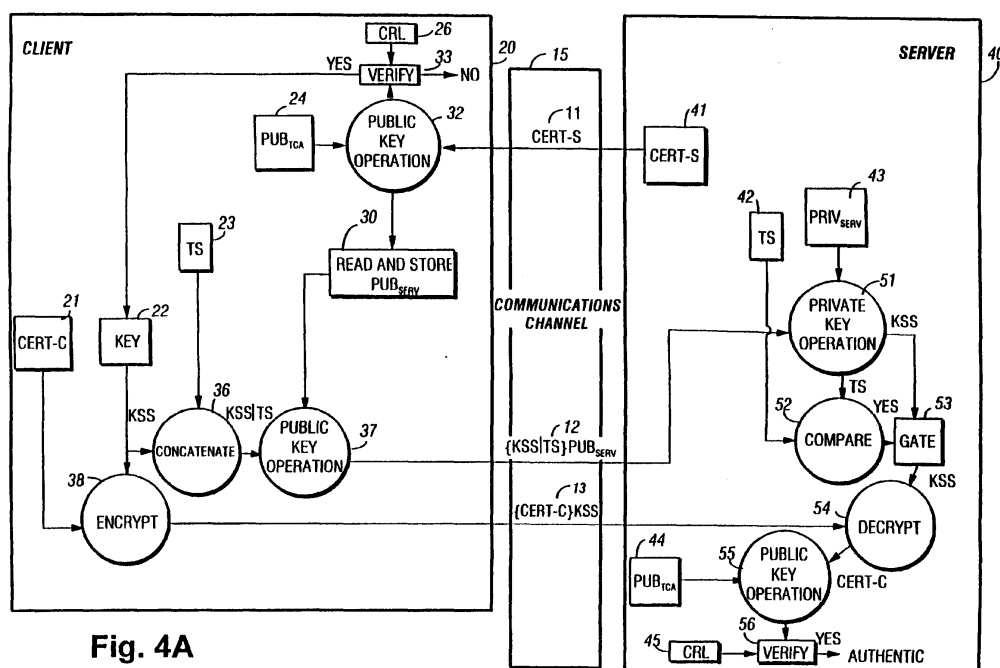 CLIENT
CRL
26
20
YES
VERIFY
33
NO
24
PUB_TCA
PUBLIC
KEY
OPERATION
32
23
TS
30
READ AND STORE
PUB_SERV
21
CERT-C
22
KEY
KSS
36
CONCATENATE
KSS|TS
PUBLIC
KEY
OPERATION
37
38
ENCRYPT
15
11
CERT-S
COMMUNICATIONS
CHANNEL
12
{KSS|TS}PUB_SERV
13
{CERT-C}KSS
SERVER
40
41
CERT-S
42
TS
43
PRIV_SERV
51
PRIVATE
KEY
OPERATION
KSS
TS
52
COMPARE
YES
53
GATE
KSS
54
DECRYPT
CERT-C
44
PUB_TCA
55
PUBLIC
KEY
OPERATION
45
CRL
56
VERIFY
YES
AUTHENTIC
Fig. 4A